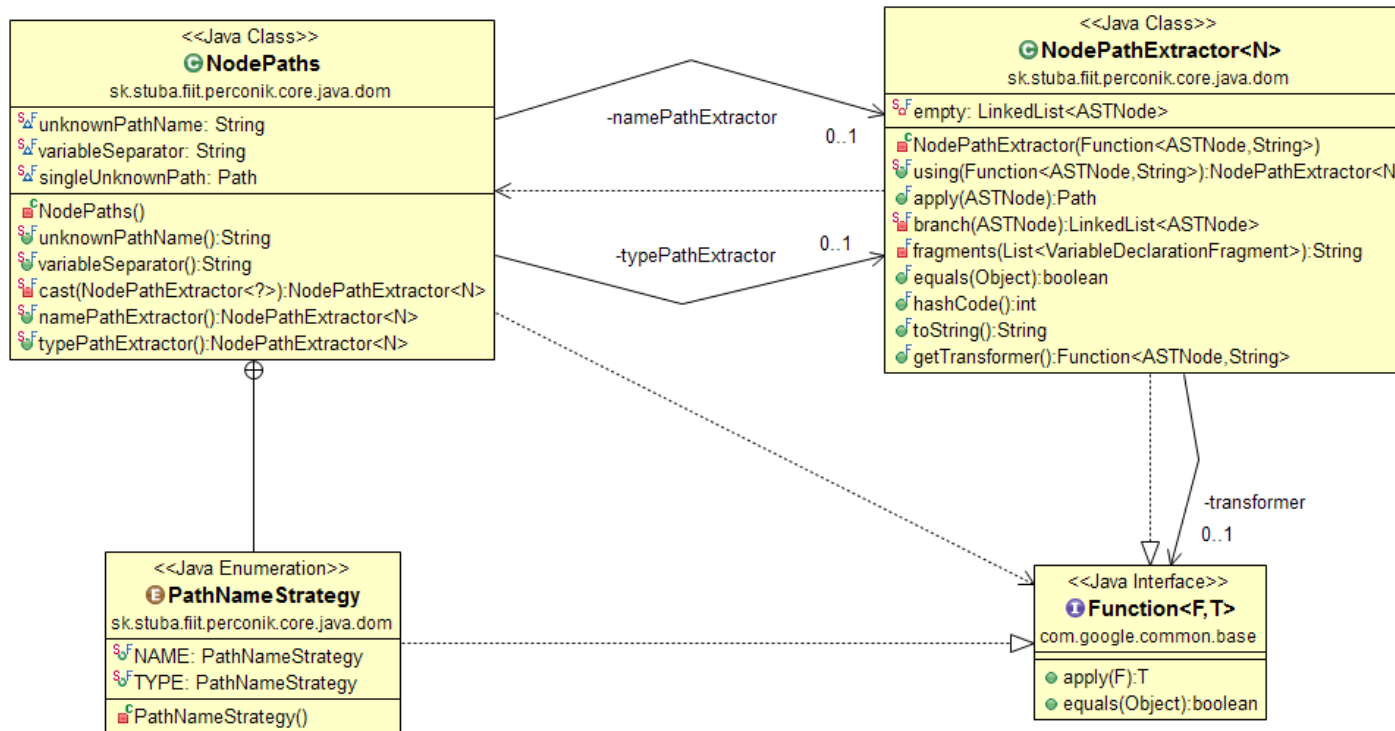 <<Java Class>>
NodePaths
sk.stuba.fiit.perconik.core.java.dom
unknownPathName: String
variableSeparator: String
singleUnknownPath: Path
NodePaths()
unknownPathName():String
variableSeparator():String
cast(NodePathExtractor<?>):NodePathExtractor<N>
namePathExtractor():NodePathExtractor<N>
typePathExtractor():NodePathExtractor<N>
-namePathExtractor
0..1
-typePathExtractor
0..1
<<Java Class>>
NodePathExtractor<N>
sk.stuba.fiit.perconik.core.java.dom
empty: LinkedList<ASTNode>
NodePathExtractor(Function<ASTNode,String>)
using(Function<ASTNode,String>):NodePathExtractor<N
apply(ASTNode):Path
branch(ASTNode):LinkedList<ASTNode>
fragments(List<VariableDeclarationFragment>):String
equals(Object):boolean
hashCode():int
toString():String
getTransformer():Function<ASTNode,String>
-transformer
0..1
<<Java Enumeration>>
PathNameStrategy
sk.stuba.fiit.perconik.core.java.dom
NAME: PathNameStrategy
TYPE: PathNameStrategy
PathNameStrategy()
<<Java Interface>>
Function<F,T>
com.google.common.base
apply(F):T
equals(Object):boolean